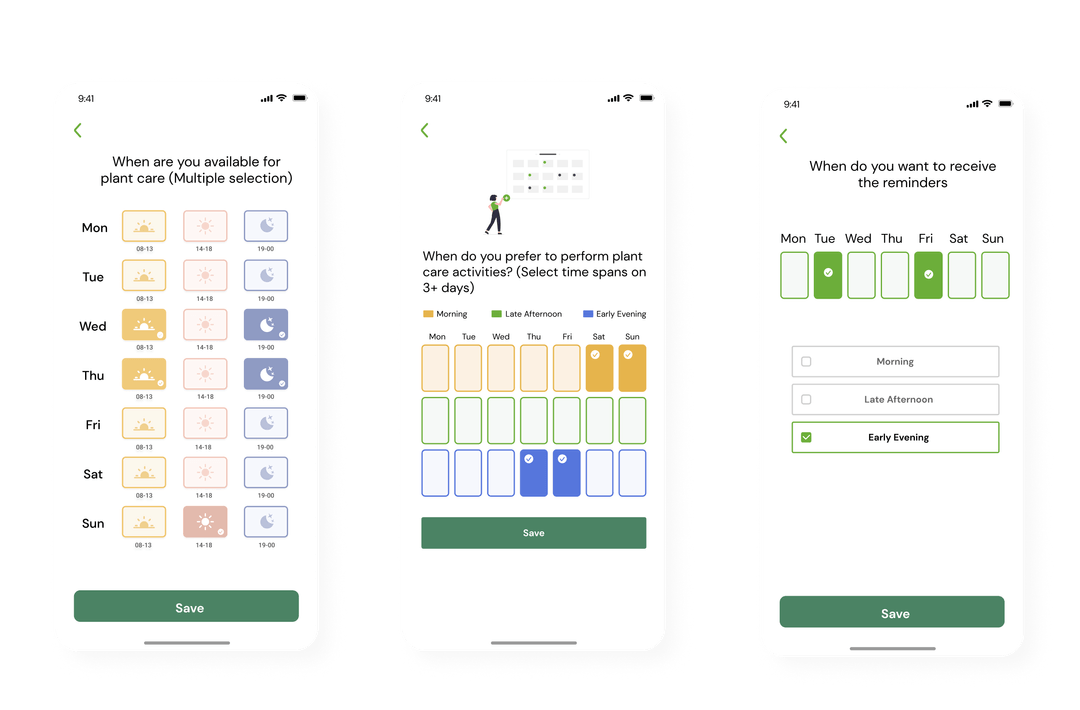 9:41
When are you available for
plant care (Multiple selection)
Mon
08-13 14-18 19-00
Tue
08-13 14-18 19-00
Wed
08-13 14-18 19-00
Thu
08-13 14-18 19-00
Fri
08-13 14-18 19-00
Sat
08-13 14-18 19-00
Sun
08-13 14-18 19-00
Save
9:41
When do you prefer to perform plant
care activities? (Select time spans on
3+ days)
Morning Late Afternoon Early Evening
Mon Tue Wed Thu Fri Sat Sun
Save
9:41
When do you want to receive
the reminders
Mon Tue Wed Thu Fri Sat Sun
Morning
Late Afternoon
Early Evening
Save